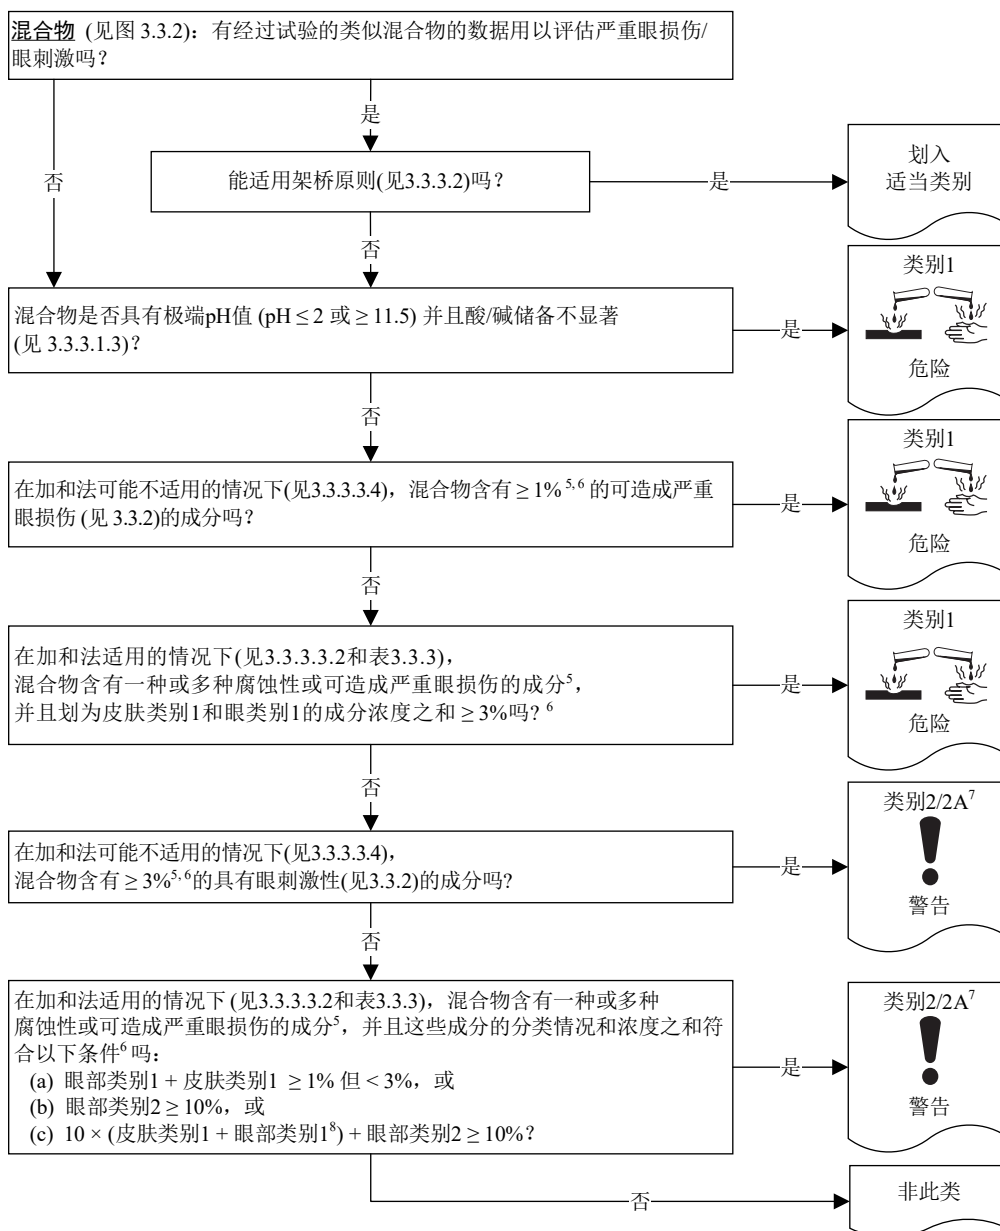 混合物 (见图 3.3.2)：有经过试验的类似混合物的数据用以评估严重眼损伤/
眼刺激吗？
是
否
能适用架桥原则(见3.3.3.2)吗？
是
划入
适当类别
否
混合物是否具有极端pH值 (pH ≤ 2 或 ≥ 11.5) 并且酸/碱储备不显著
(见 3.3.3.1.3)？
是
类别1
危险
否
在加和法可能不适用的情况下(见3.3.3.3.4)，混合物含有 ≥ 1% 5, 6 的可造成严重
眼损伤 (见 3.3.2)的成分吗？
是
类别1
危险
否
在加和法适用的情况下(见3.3.3.3.2和表3.3.3)，
混合物含有一种或多种腐蚀性或可造成严重眼损伤的成分5，
并且划为皮肤类别1和眼类别1的成分浓度之和 ≥ 3%吗? 6
是
类别1
危险
否
在加和法可能不适用的情况下(见3.3.3.3.4)，
混合物含有 ≥ 3%5, 6的具有眼刺激性(见3.3.2)的成分吗?
是
类别2/2A7
警告
否
在加和法适用的情况下 (见3.3.3.3.2和表3.3.3)，混合物含有一种或多种
腐蚀性或可造成严重眼损伤的成分5，并且这些成分的分类情况和浓度之和符
合以下条件6 吗：
(a) 眼部类别1 + 皮肤类别1 ≥ 1% 但 < 3%，或
(b) 眼部类别2 ≥ 10%，或
(c) 10 × (皮肤类别1 + 眼部类别18) + 眼部类别2 ≥ 10%？
是
类别2/2A7
警告
否
非此类